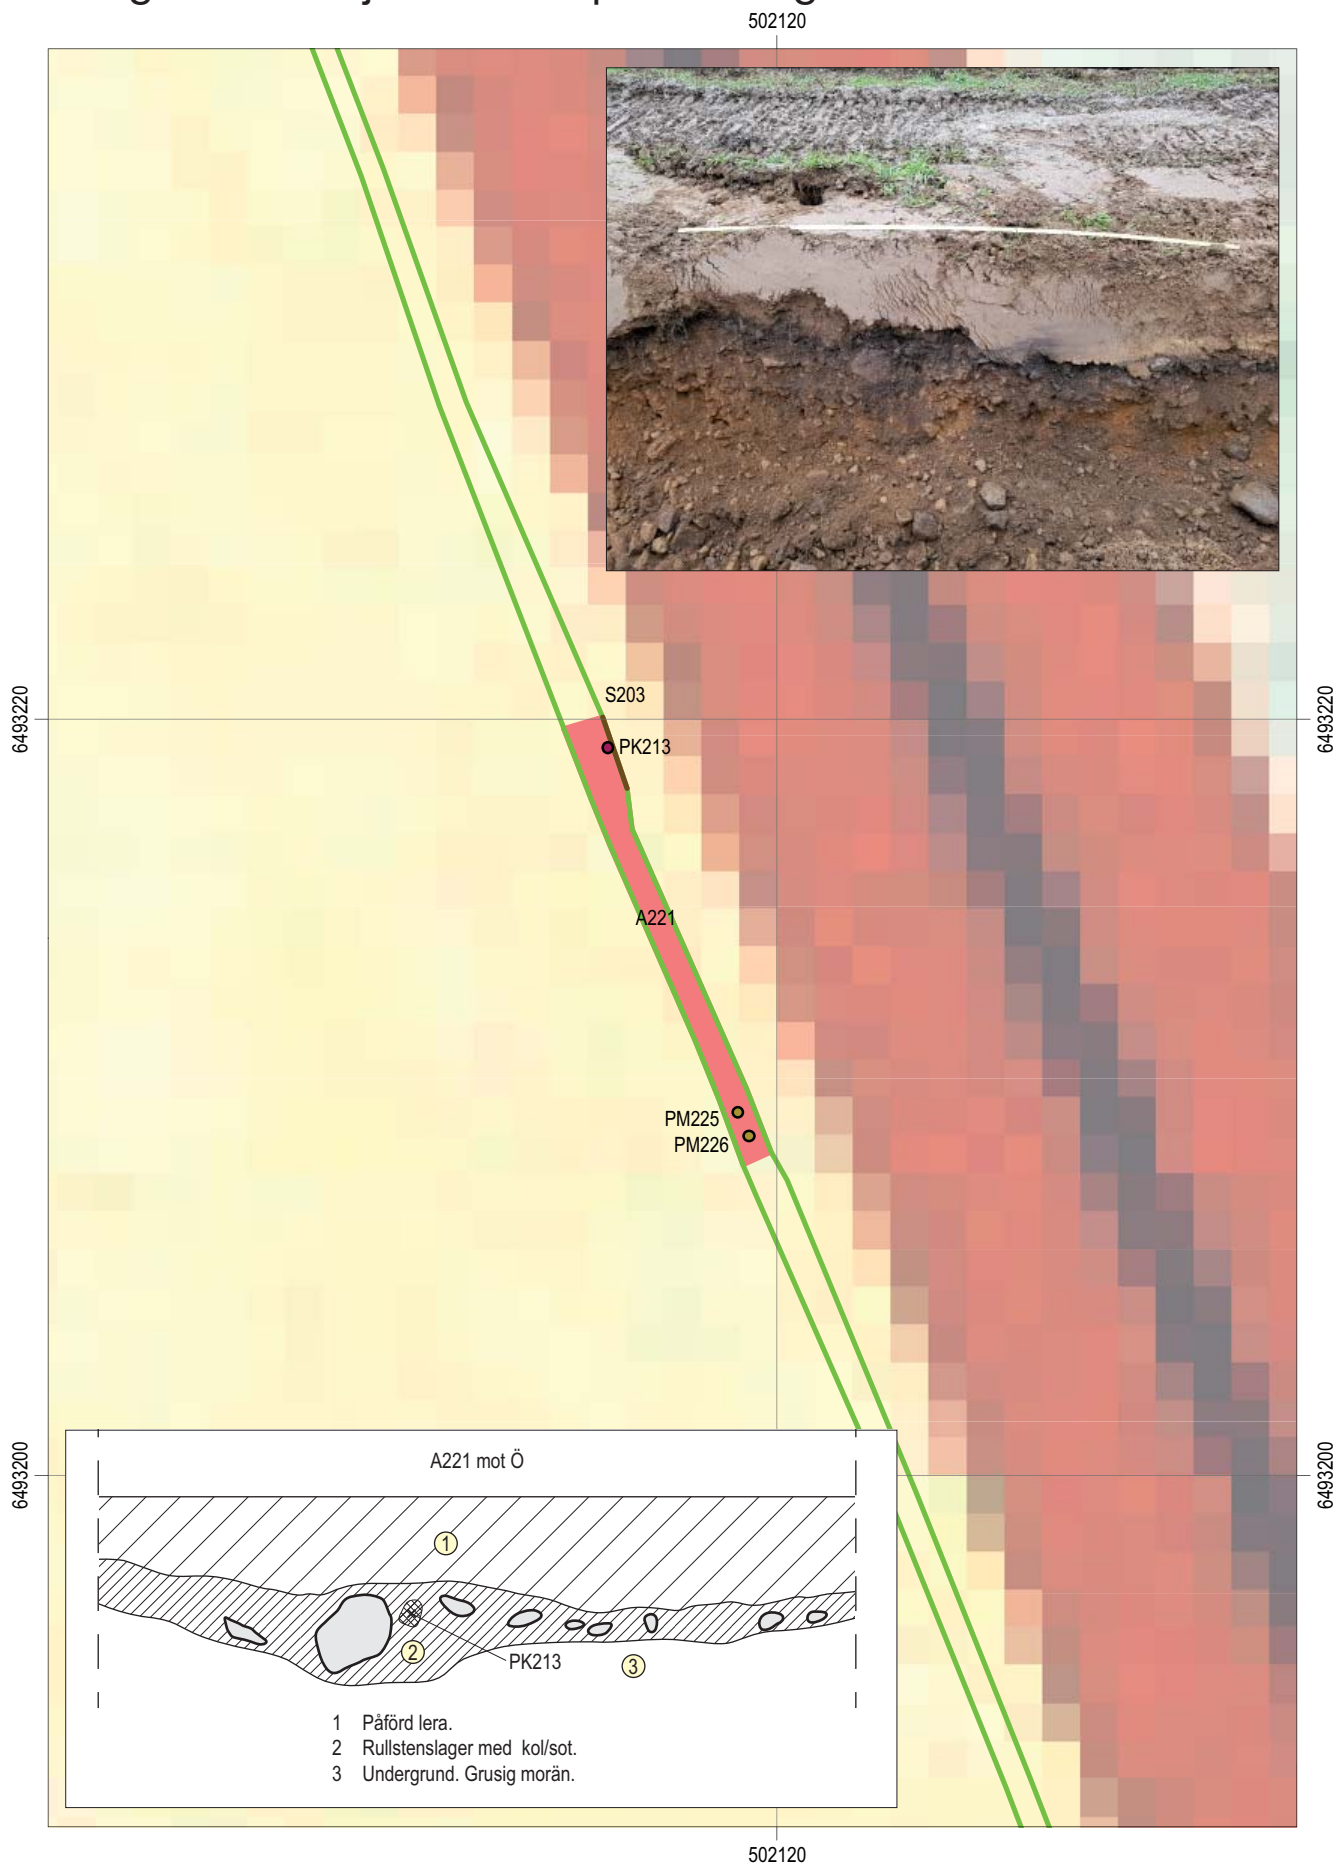 502120
6493220
6493220
S203
PK213
A221
PM225
PM226
6493200
6493200
A221 mot Ö
1
2
PK213
3
1 Påförd lera.
2 Rullstenslager med kol/sot.
3 Undergrund. Grusig morän.
502120